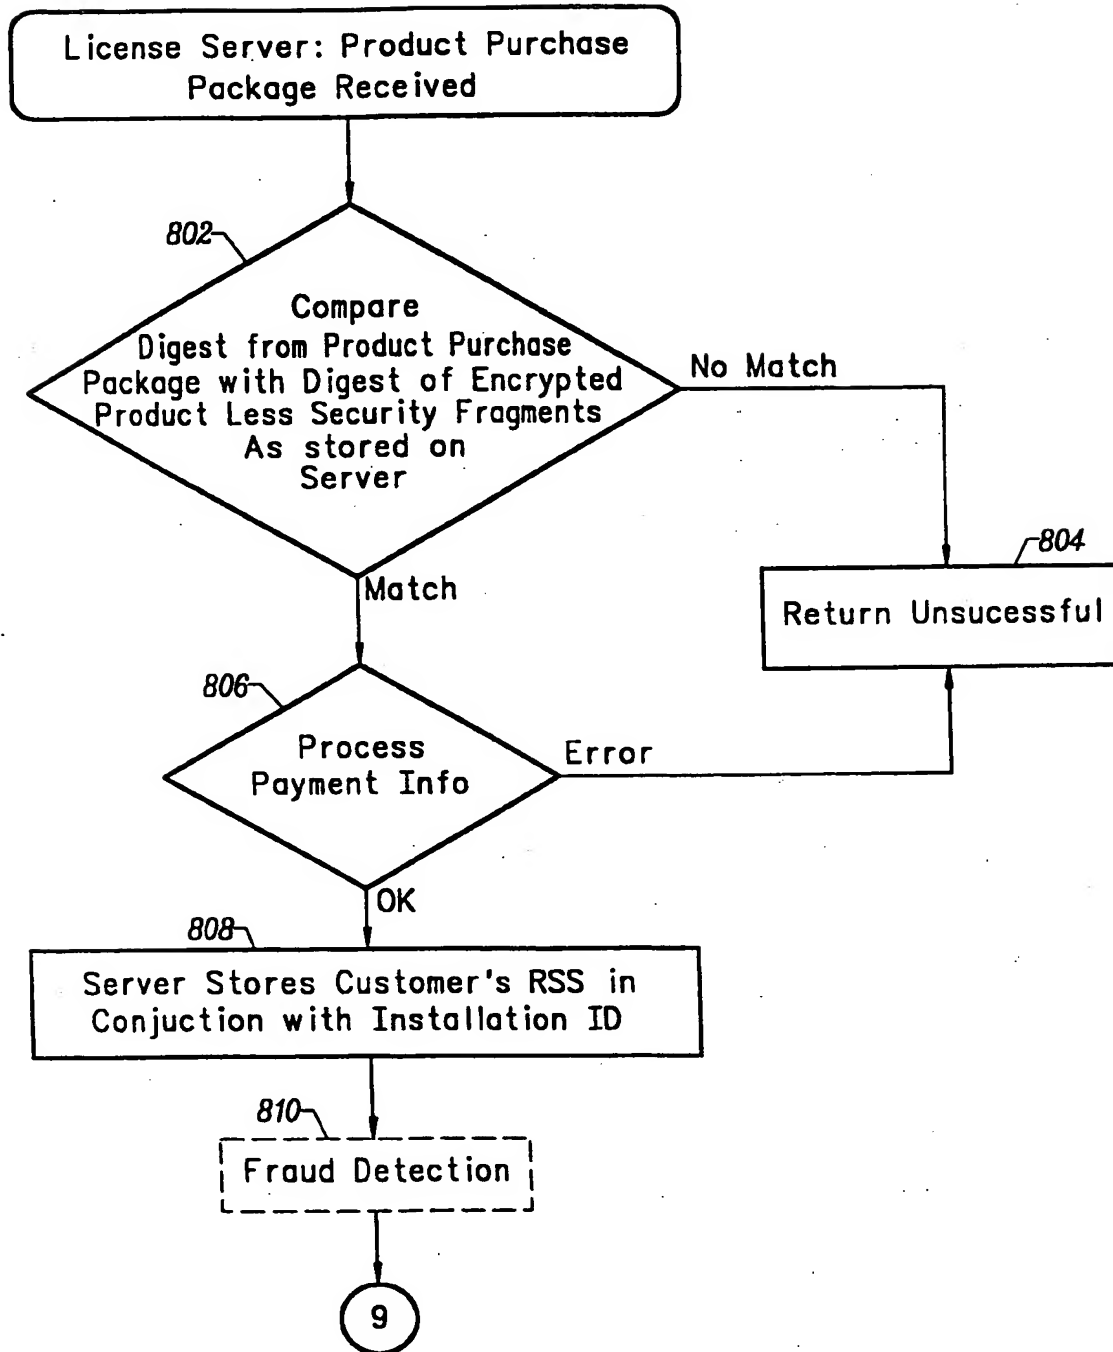 License Server: Product Purchase
Package Received
802
Compare
Digest from Product Purchase
Package with Digest of Encrypted
Product Less Security Fragments
As stored on
Server
No Match
Match
804
Return Unsucessful
806
Process
Payment Info
Error
OK
808
Server Stores Customer's RSS in
Conjuction with Installation ID
810
Fraud Detection
9